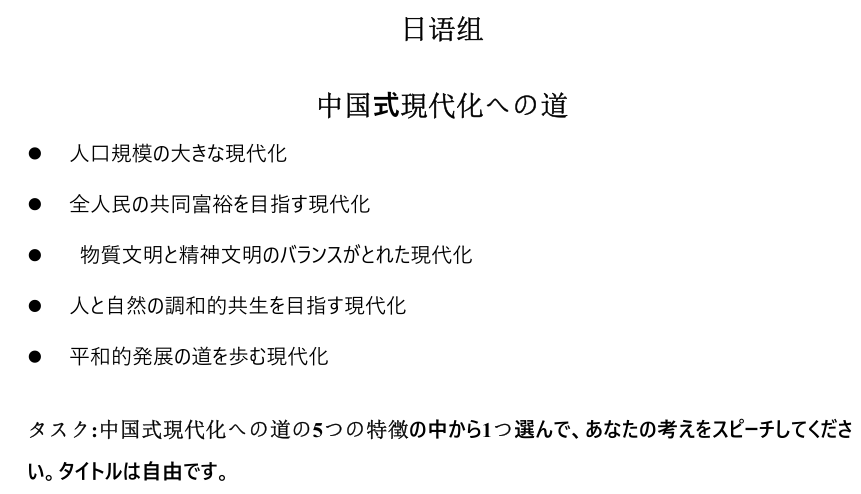 日语组
中国式現代化への道
● 人口規模の大きな現代化
● 全人民の共同富裕を目指す現代化
● 物質文明と精神文明のバランスがとれた現代化
● 人と自然の調和的共生を目指す現代化
● 平和的発展の道を歩む現代化
タスク:中国式現代化への道の5つの特徴の中から1つ選んで、あなたの考えをスピーチしてくださ
い。タイトルは自由です。